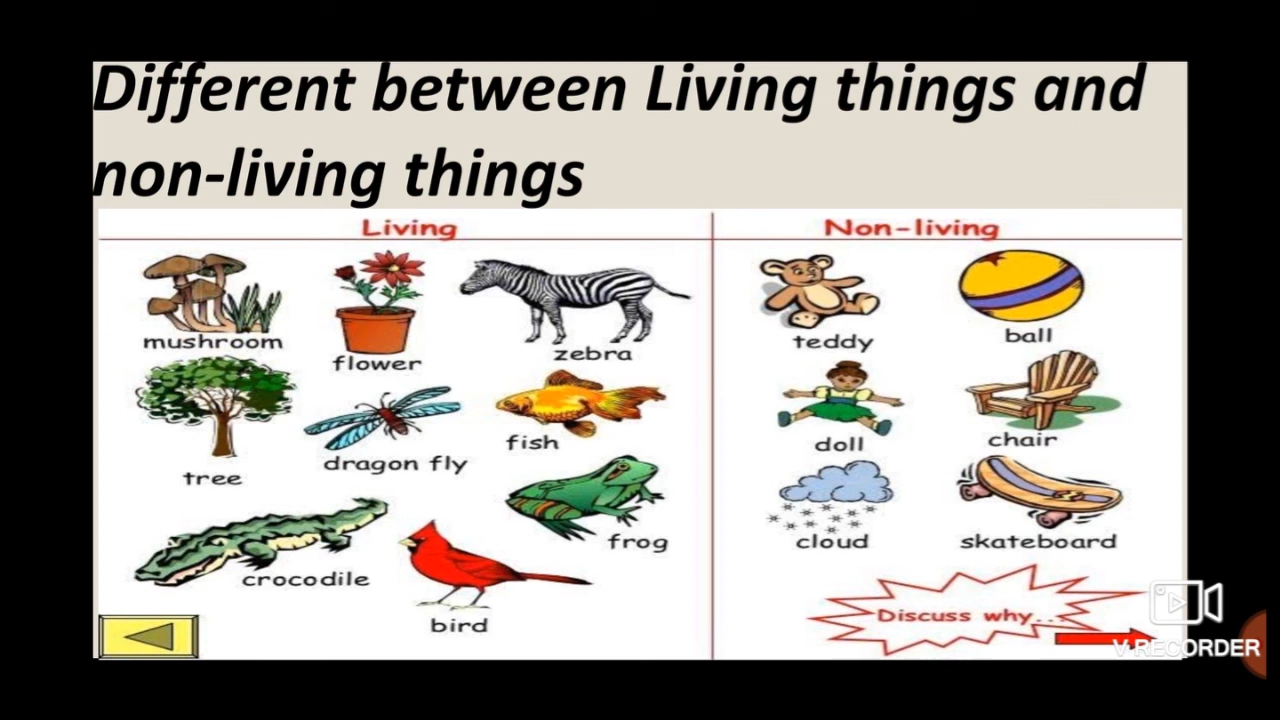 Different between Living things and
non-living things
Living
Non-living
mushroom
flower
zebra
teddy
ball
tree
dragon fly
fish
doll
chair
crocodile
bird
frog
cloud
skateboard
Discuss why...
V RECORDER